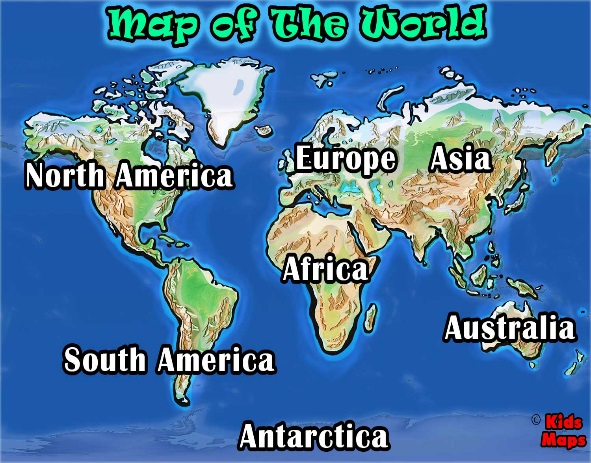 Map of The World
North America
Europe
Asia
Africa
South America
Australia
Antarctica
© Kids
Maps